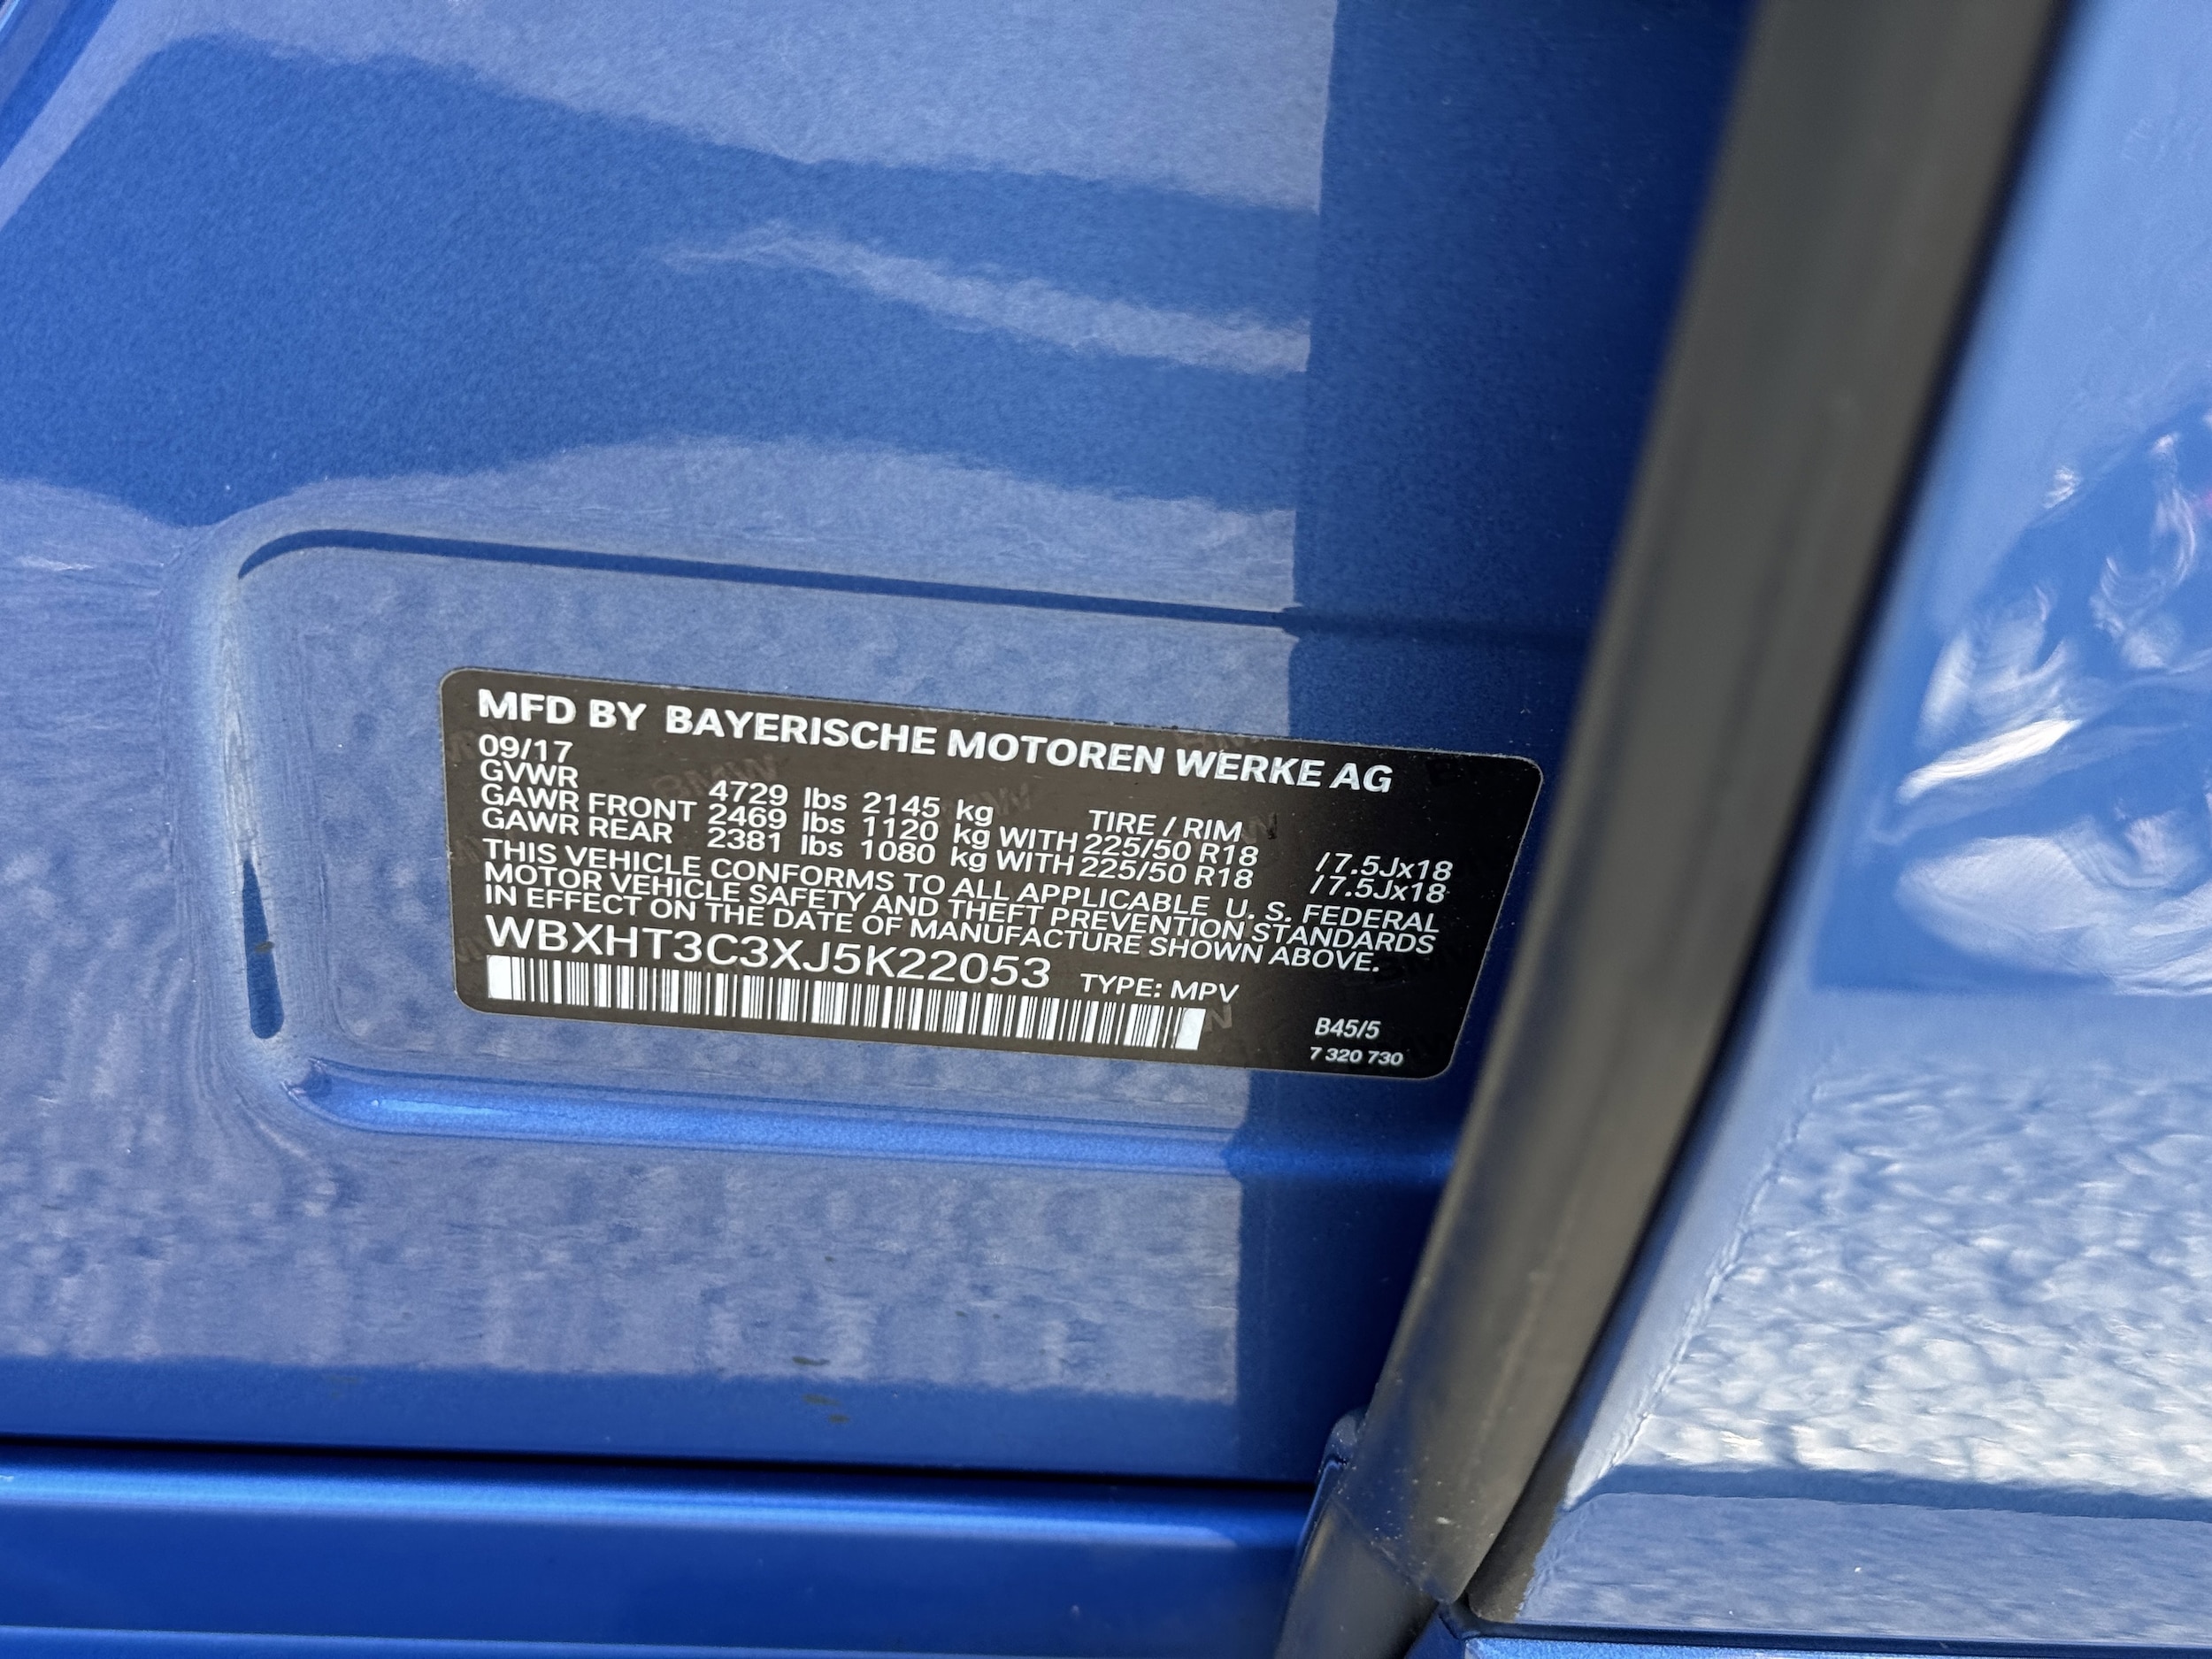 MFD BY BAYERISCHE MOTOREN WERKE AG
09/17
GVWR 4729 lbs 2145 kg TIRE / RIM
GAWR FRONT 2469 lbs 1120 kg WITH 225/50 R18 /7.5Jx18
GAWR REAR 2381 lbs 1080 kg WITH 225/50 R18 /7.5Jx18
THIS VEHICLE CONFORMS TO ALL APPLICABLE U. S. FEDERAL
MOTOR VEHICLE SAFETY AND THEFT PREVENTION STANDARDS
IN EFFECT ON THE DATE OF MANUFACTURE SHOWN ABOVE.
WBXHT3C3XJ5K22053 TYPE: MPV
B45/5
7 320 730